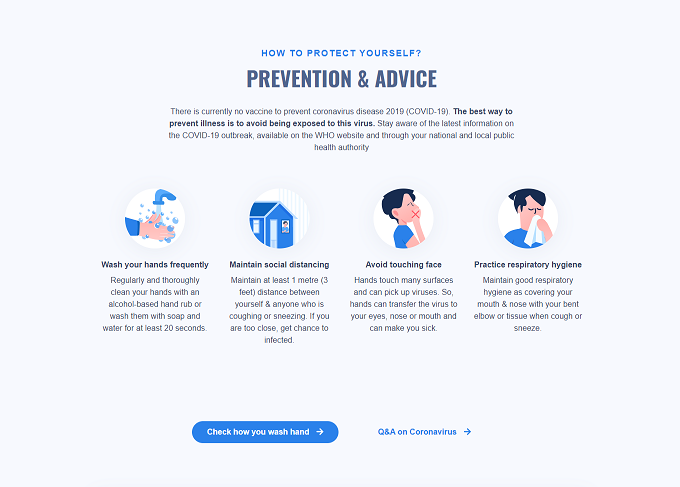 HOW TO PROTECT YOURSELF?
PREVENTION & ADVICE
There is currently no vaccine to prevent coronavirus disease 2019 (COVID-19). The best way to
prevent illness is to avoid being exposed to this virus. Stay aware of the latest information on
the COVID-19 outbreak, available on the WHO website and through your national and local public
health authority
Wash your hands frequently
Regularly and thoroughly
clean your hands with an
alcohol-based hand rub or
wash them with soap and
water for at least 20 seconds.
Maintain social distancing
Maintain at least 1 metre (3
feet) distance between
yourself & anyone who is
coughing or sneezing. If you
are too close, get chance to
infected.
Avoid touching face
Hands touch many surfaces
and can pick up viruses. So,
hands can transfer the virus to
your eyes, nose or mouth and
can make you sick.
Practice respiratory hygiene
Maintain good respiratory
hygiene as covering your
mouth & nose with your bent
elbow or tissue when cough or
sneeze.
Check how you wash hand →
Q&A on Coronavirus →